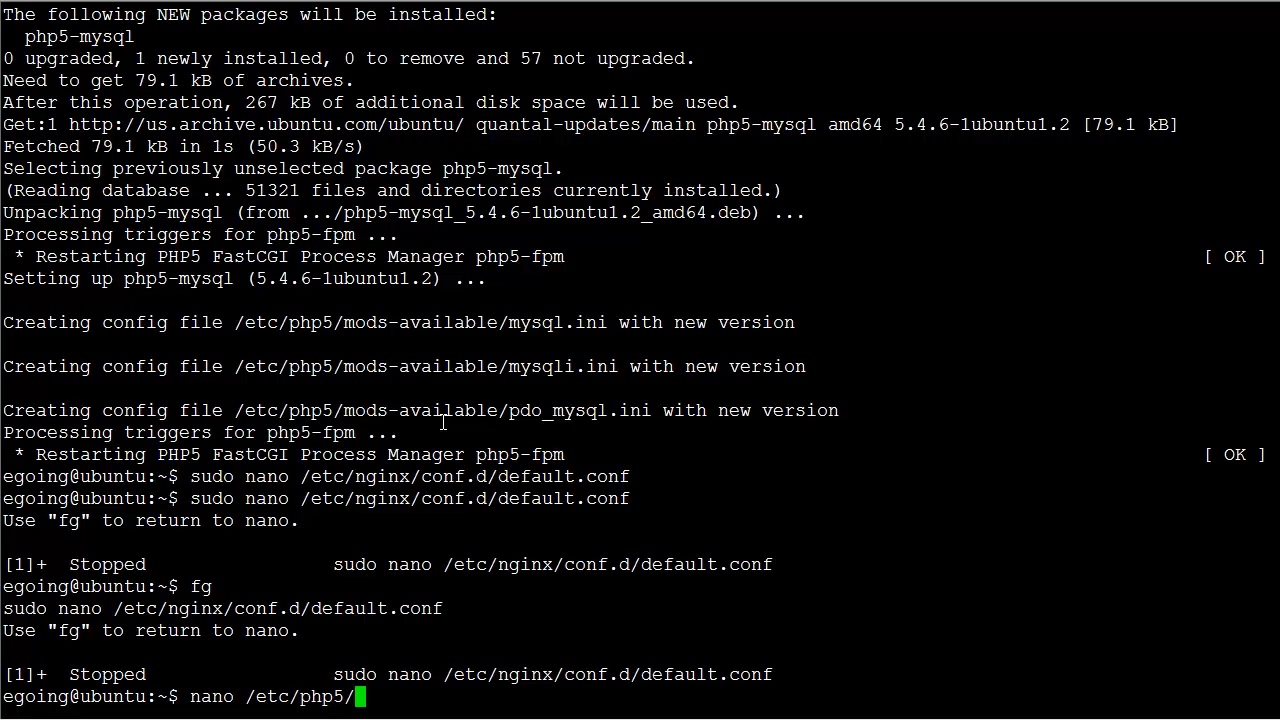 The following NEW packages will be installed:
  php5-mysql
0 upgraded, 1 newly installed, 0 to remove and 57 not upgraded.
Need to get 79.1 kB of archives.
After this operation, 267 kB of additional disk space will be used.
Get:1 http://us.archive.ubuntu.com/ubuntu/ quantal-updates/main php5-mysql amd64 5.4.6-1ubuntu1.2 [79.1 kB]
Fetched 79.1 kB in 1s (50.3 kB/s)
Selecting previously unselected package php5-mysql.
(Reading database ... 51321 files and directories currently installed.)
Unpacking php5-mysql (from .../php5-mysql_5.4.6-1ubuntu1.2_amd64.deb) ...
Processing triggers for php5-fpm ...
 * Restarting PHP5 FastCGI Process Manager php5-fpm [ OK ]
Setting up php5-mysql (5.4.6-1ubuntu1.2) ...

Creating config file /etc/php5/mods-available/mysql.ini with new version

Creating config file /etc/php5/mods-available/mysqli.ini with new version

Creating config file /etc/php5/mods-available/pdo_mysql.ini with new version
Processing triggers for php5-fpm ...
 * Restarting PHP5 FastCGI Process Manager php5-fpm [ OK ]
egoing@ubuntu:~$ sudo nano /etc/nginx/conf.d/default.conf
egoing@ubuntu:~$ sudo nano /etc/nginx/conf.d/default.conf
Use "fg" to return to nano.

[1]+  Stopped                 sudo nano /etc/nginx/conf.d/default.conf
egoing@ubuntu:~$ fg
sudo nano /etc/nginx/conf.d/default.conf
Use "fg" to return to nano.

[1]+  Stopped                 sudo nano /etc/nginx/conf.d/default.conf
egoing@ubuntu:~$ nano /etc/php5/